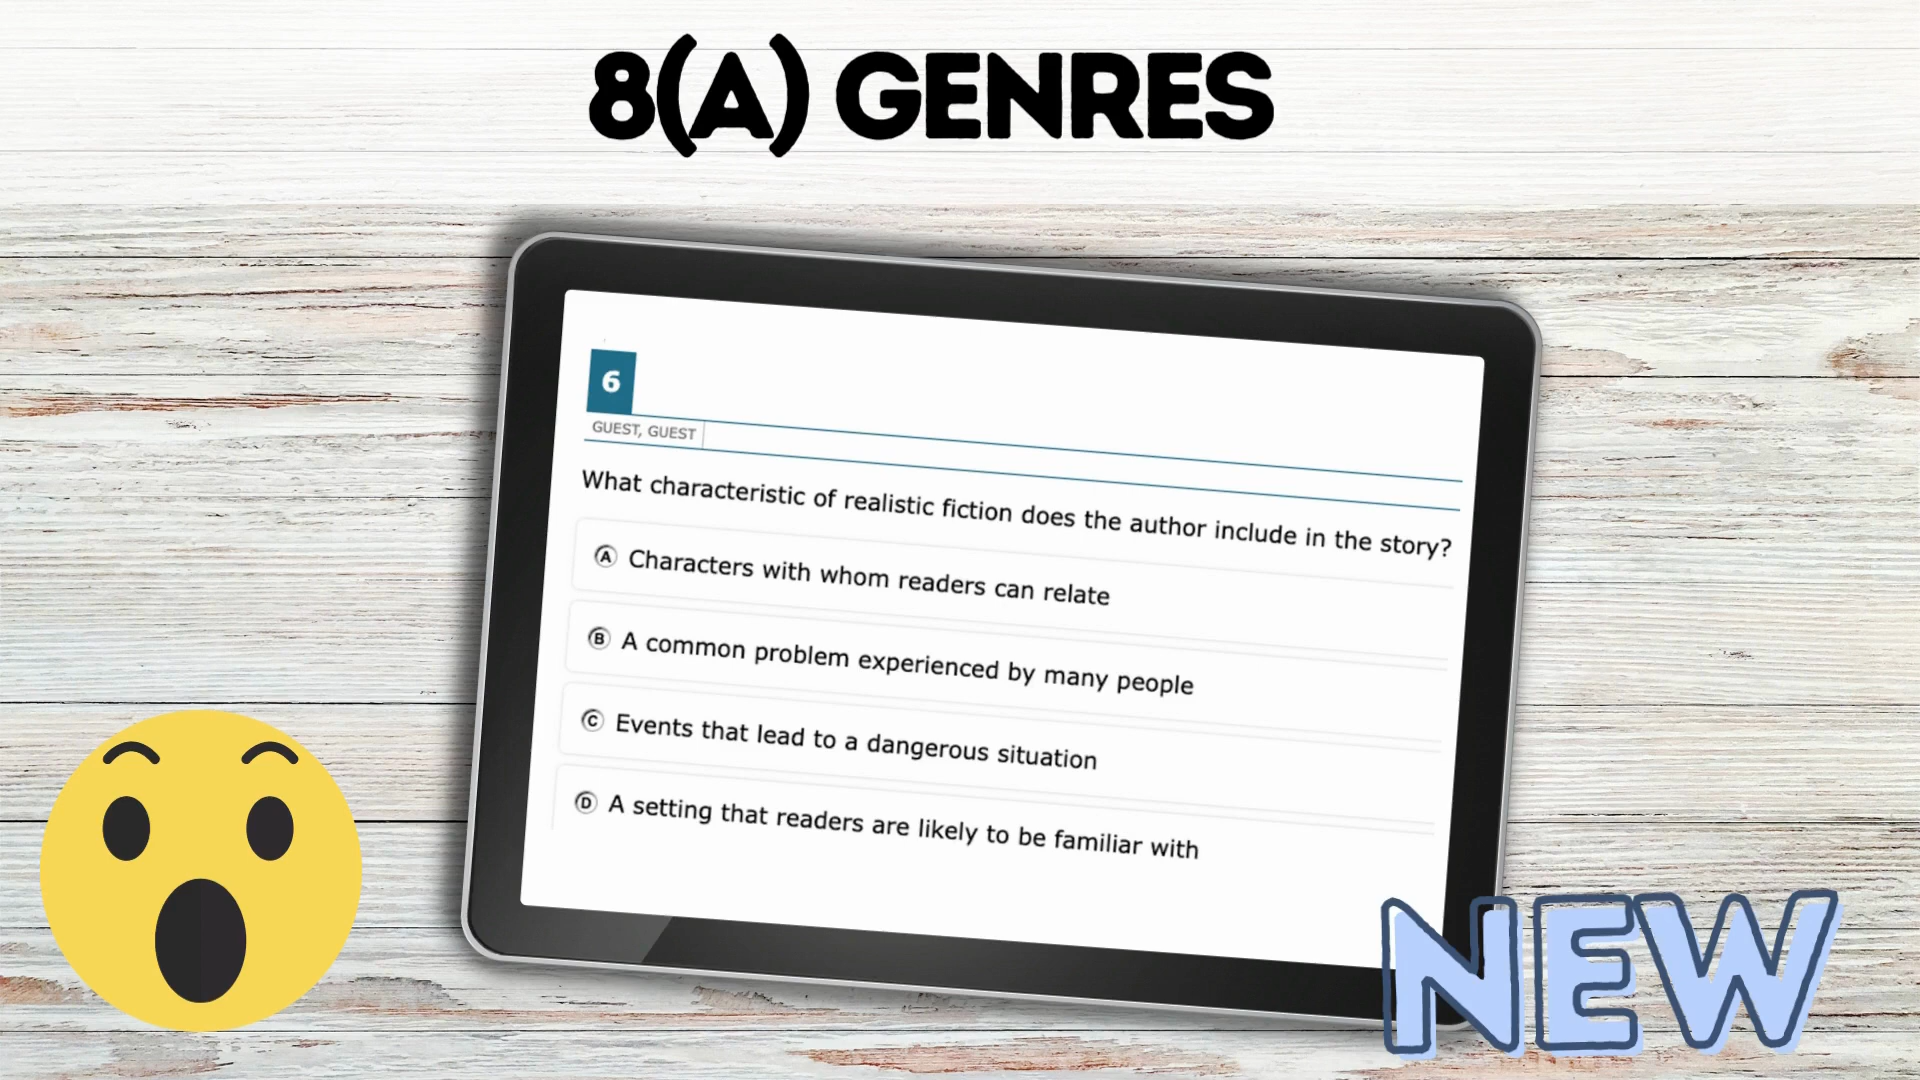 8(A) GENRES
6
GUEST, GUEST
What characteristic of realistic fiction does the author include in the story?
A Characters with whom readers can relate
B A common problem experienced by many people
C Events that lead to a dangerous situation
D A setting that readers are likely to be familiar with
NEW